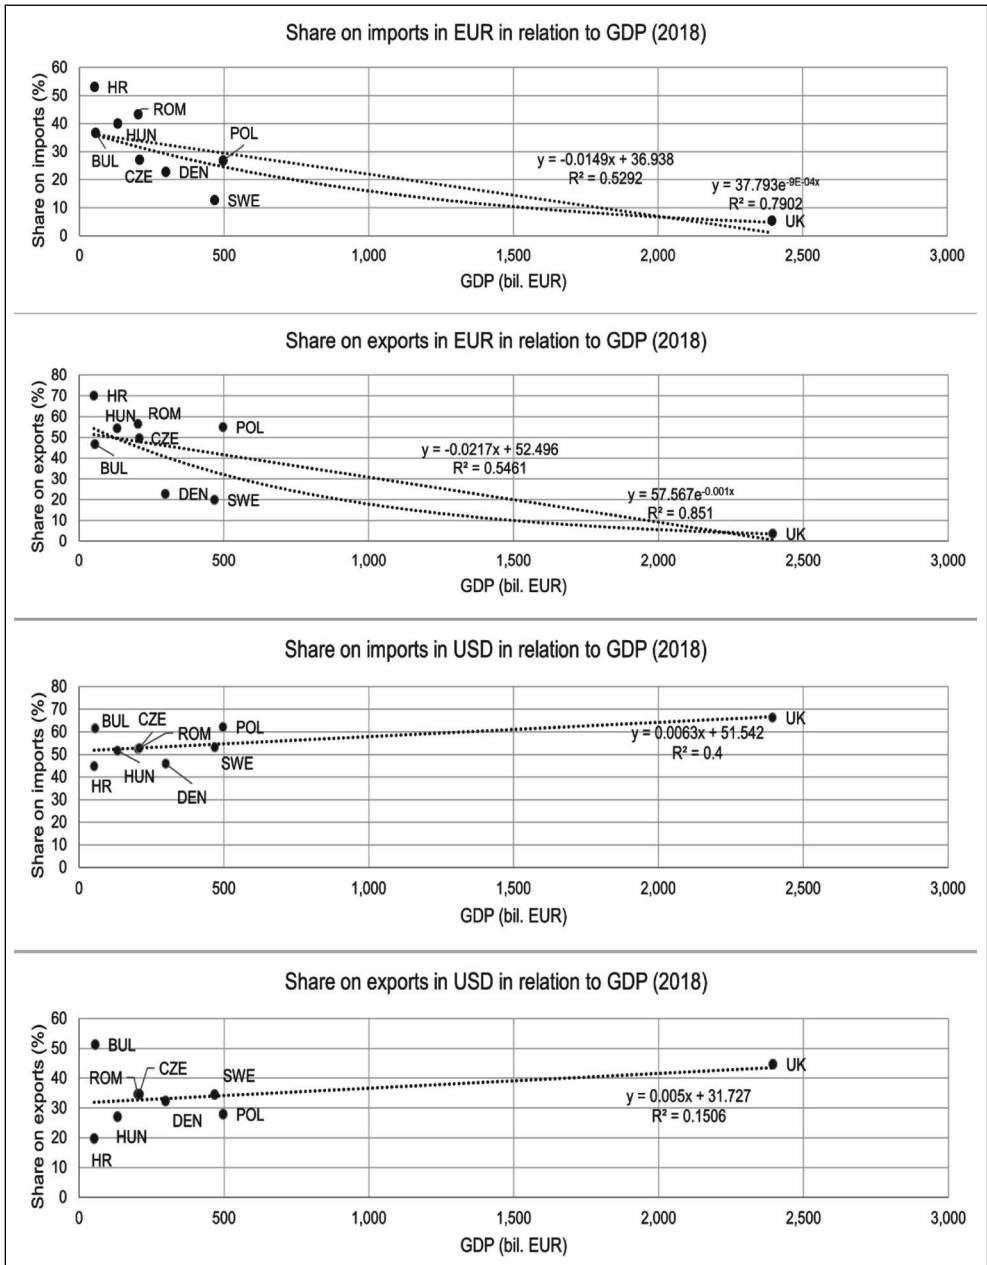 Share on imports in EUR in relation to GDP (2018)
Share on imports (%)
60
50
40
30
20
10
0
HR
ROM
HUN
BUL
CZE
DEN
POL
SWE
UK
y = -0.0149x + 36.938
R² = 0.5292
y = 37.793e^-9E-04x
R² = 0.7902
0 500 1,000 1,500 2,000 2,500 3,000
GDP (bil. EUR)
Share on exports in EUR in relation to GDP (2018)
Share on exports (%)
80
70
60
50
40
30
20
10
0
HR
HUN
ROM
CZE
BUL
POL
DEN
SWE
UK
y = -0.0217x + 52.496
R² = 0.5461
y = 57.567e^-0.001x
R² = 0.851
0 500 1,000 1,500 2,000 2,500 3,000
GDP (bil. EUR)
Share on imports in USD in relation to GDP (2018)
Share on imports (%)
80
70
60
50
40
30
20
10
0
BUL
CZE
ROM
POL
HR
HUN
DEN
SWE
UK
y = 0.0063x + 51.542
R² = 0.4
0 500 1,000 1,500 2,000 2,500 3,000
GDP (bil. EUR)
Share on exports in USD in relation to GDP (2018)
Share on exports (%)
60
50
40
30
20
10
0
BUL
ROM
CZE
SWE
DEN
POL
HUN
HR
UK
y = 0.005x + 31.727
R² = 0.1506
0 500 1,000 1,500 2,000 2,500 3,000
GDP (bil. EUR)